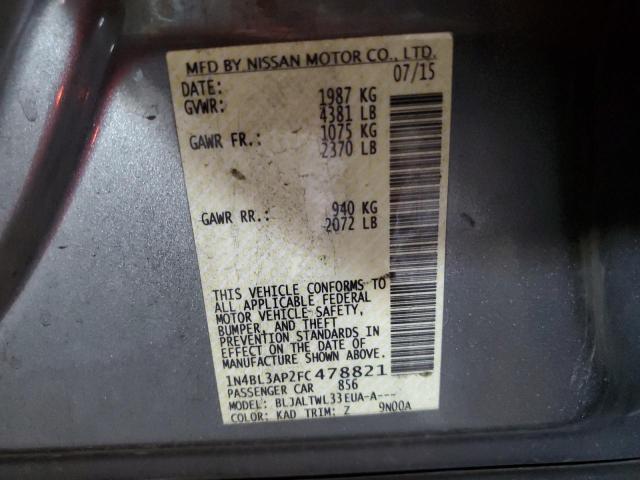 MFD BY NISSAN MOTOR CO., LTD.
DATE: 07/15
GVWR: 1987 KG
4381 LB
GAWR FR.: 1075 KG
2370 LB
GAWR RR.: 940 KG
2072 LB
THIS VEHICLE CONFORMS TO
ALL APPLICABLE FEDERAL
MOTOR VEHICLE SAFETY,
BUMPER, AND THEFT
PREVENTION STANDARDS IN
EFFECT ON THE DATE OF
MANUFACTURE SHOWN ABOVE.
1N4BL3AP2FC478821
PASSENGER CAR 856
MODEL: BLJALTWL33EUA-A---
COLOR: KAD TRIM: Z 9N00A